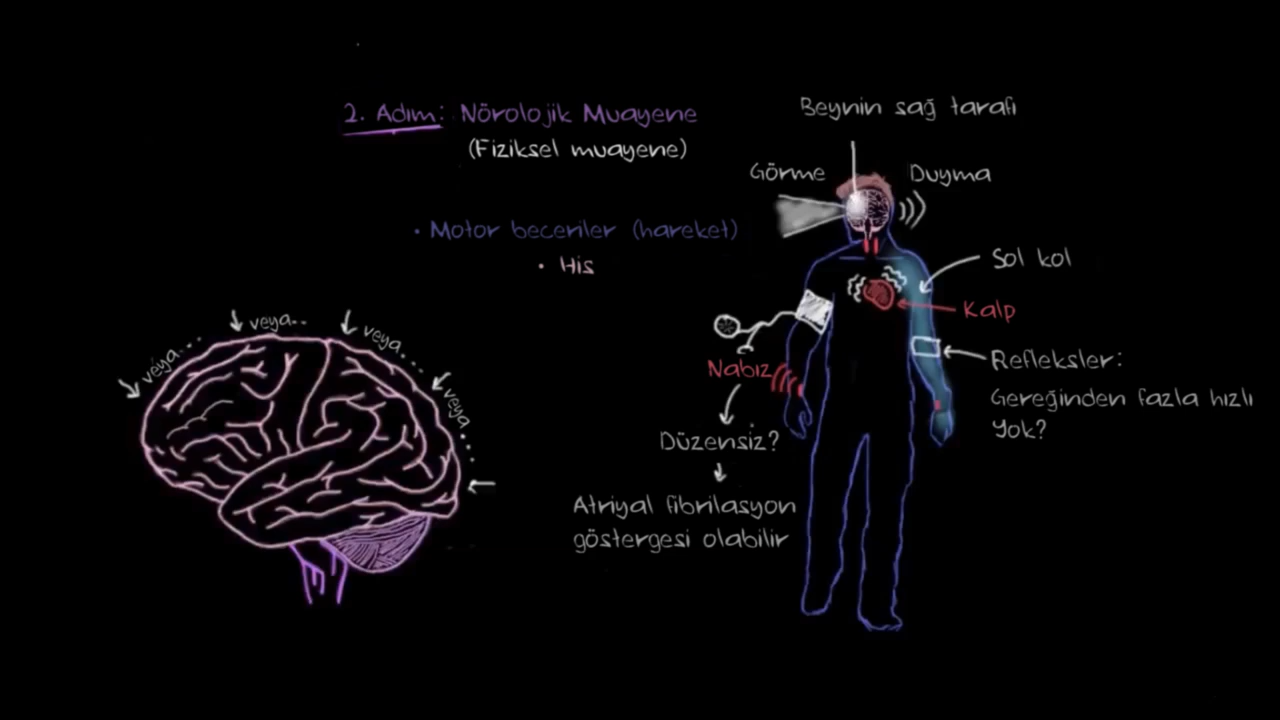 2. Adım: Nörolojik Muayene
(Fiziksel muayene)
• Motor beceriler (hareket)
• His
veya...
veya...
veya...
veya...
Beynin sağ tarafı
Görme
Duyma
Sol kol
Kalp
Refleksler:
Gereğinden fazla hızlı
Yok?
Nabız
Düzensiz?
Atriyal fibrilasyon
göstergesi olabilir